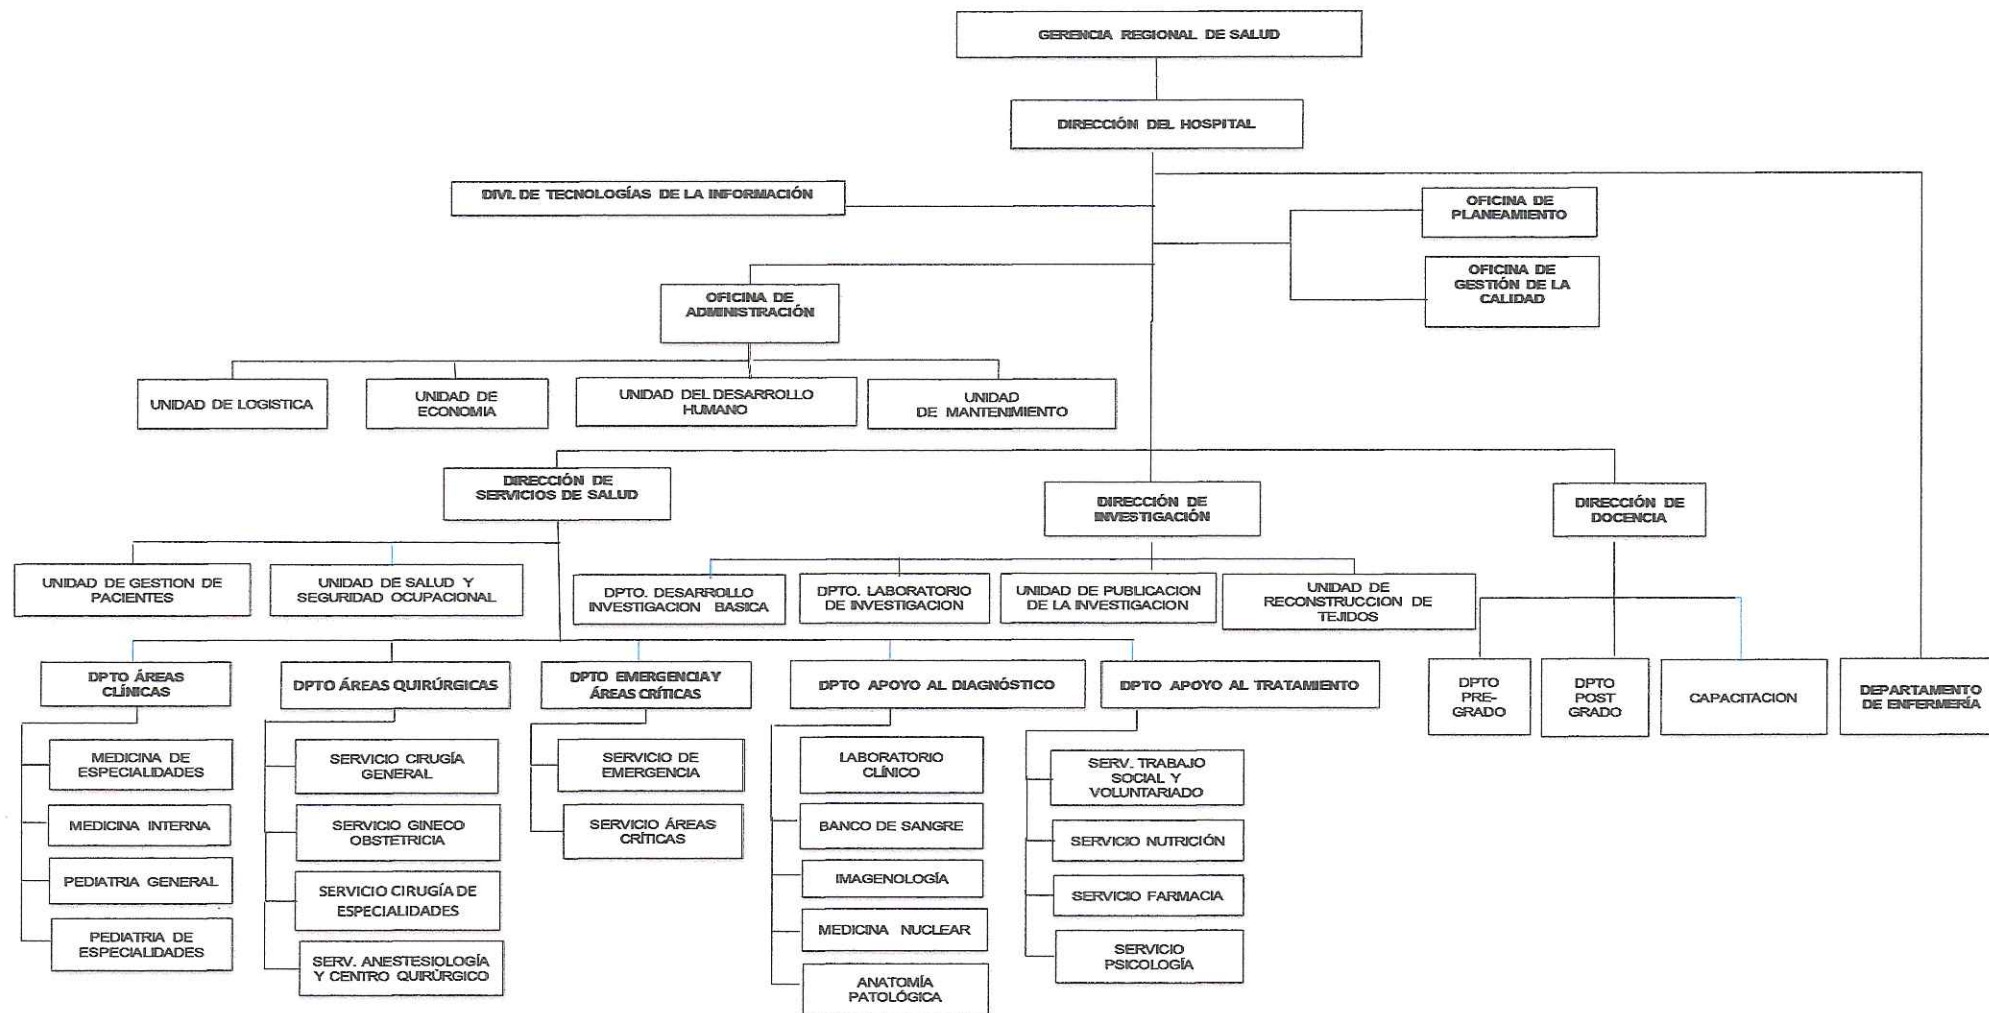 GERENCIA REGIONAL DE SALUD
DIRECCIÓN DEL HOSPITAL
DIVI. DE TECNOLOGÍAS DE LA INFORMACIÓN
OFICINA DE
PLANEAMIENTO
OFICINA DE
GESTIÓN DE LA
CALIDAD
OFICINA DE
ADMINISTRACIÓN
UNIDAD DE LOGISTICA
UNIDAD DE
ECONOMIA
UNIDAD DEL DESARROLLO
HUMANO
UNIDAD
DE MANTENIMIENTO
DIRECCIÓN DE
SERVICIOS DE SALUD
DIRECCIÓN DE
INVESTIGACIÓN
DIRECCIÓN DE
DOCENCIA
UNIDAD DE GESTION DE
PACIENTES
UNIDAD DE SALUD Y
SEGURIDAD OCUPACIONAL
DPTO. DESARROLLO
INVESTIGACION BASICA
DPTO. LABORATORIO
DE INVESTIGACION
UNIDAD DE PUBLICACION
DE LA INVESTIGACION
UNIDAD DE
RECONSTRUCCION DE
TEJIDOS
DPTO ÁREAS
CLÍNICAS
DPTO ÁREAS QUIRÚRGICAS
DPTO EMERGENCIA Y
ÁREAS CRÍTICAS
DPTO APOYO AL DIAGNÓSTICO
DPTO APOYO AL TRATAMIENTO
DPTO
PRE-
GRADO
DPTO
POST
GRADO
CAPACITACION
DEPARTAMENTO
DE ENFERMERÍA
MEDICINA DE
ESPECIALIDADES
MEDICINA INTERNA
PEDIATRIA GENERAL
PEDIATRIA DE
ESPECIALIDADES
SERVICIO CIRUGÍA
GENERAL
SERVICIO GINECO
OBSTETRICIA
SERVICIO CIRUGÍA DE
ESPECIALIDADES
SERV. ANESTESIOLOGÍA
Y CENTRO QUIRÚRGICO
SERVICIO DE
EMERGENCIA
SERVICIO ÁREAS
CRÍTICAS
LABORATORIO
CLÍNICO
BANCO DE SANGRE
IMAGENOLOGÍA
MEDICINA NUCLEAR
ANATOMÍA
PATOLÓGICA
SERV. TRABAJO
SOCIAL Y
VOLUNTARIADO
SERVICIO NUTRICIÓN
SERVICIO FARMACIA
SERVICIO
PSICOLOGÍA